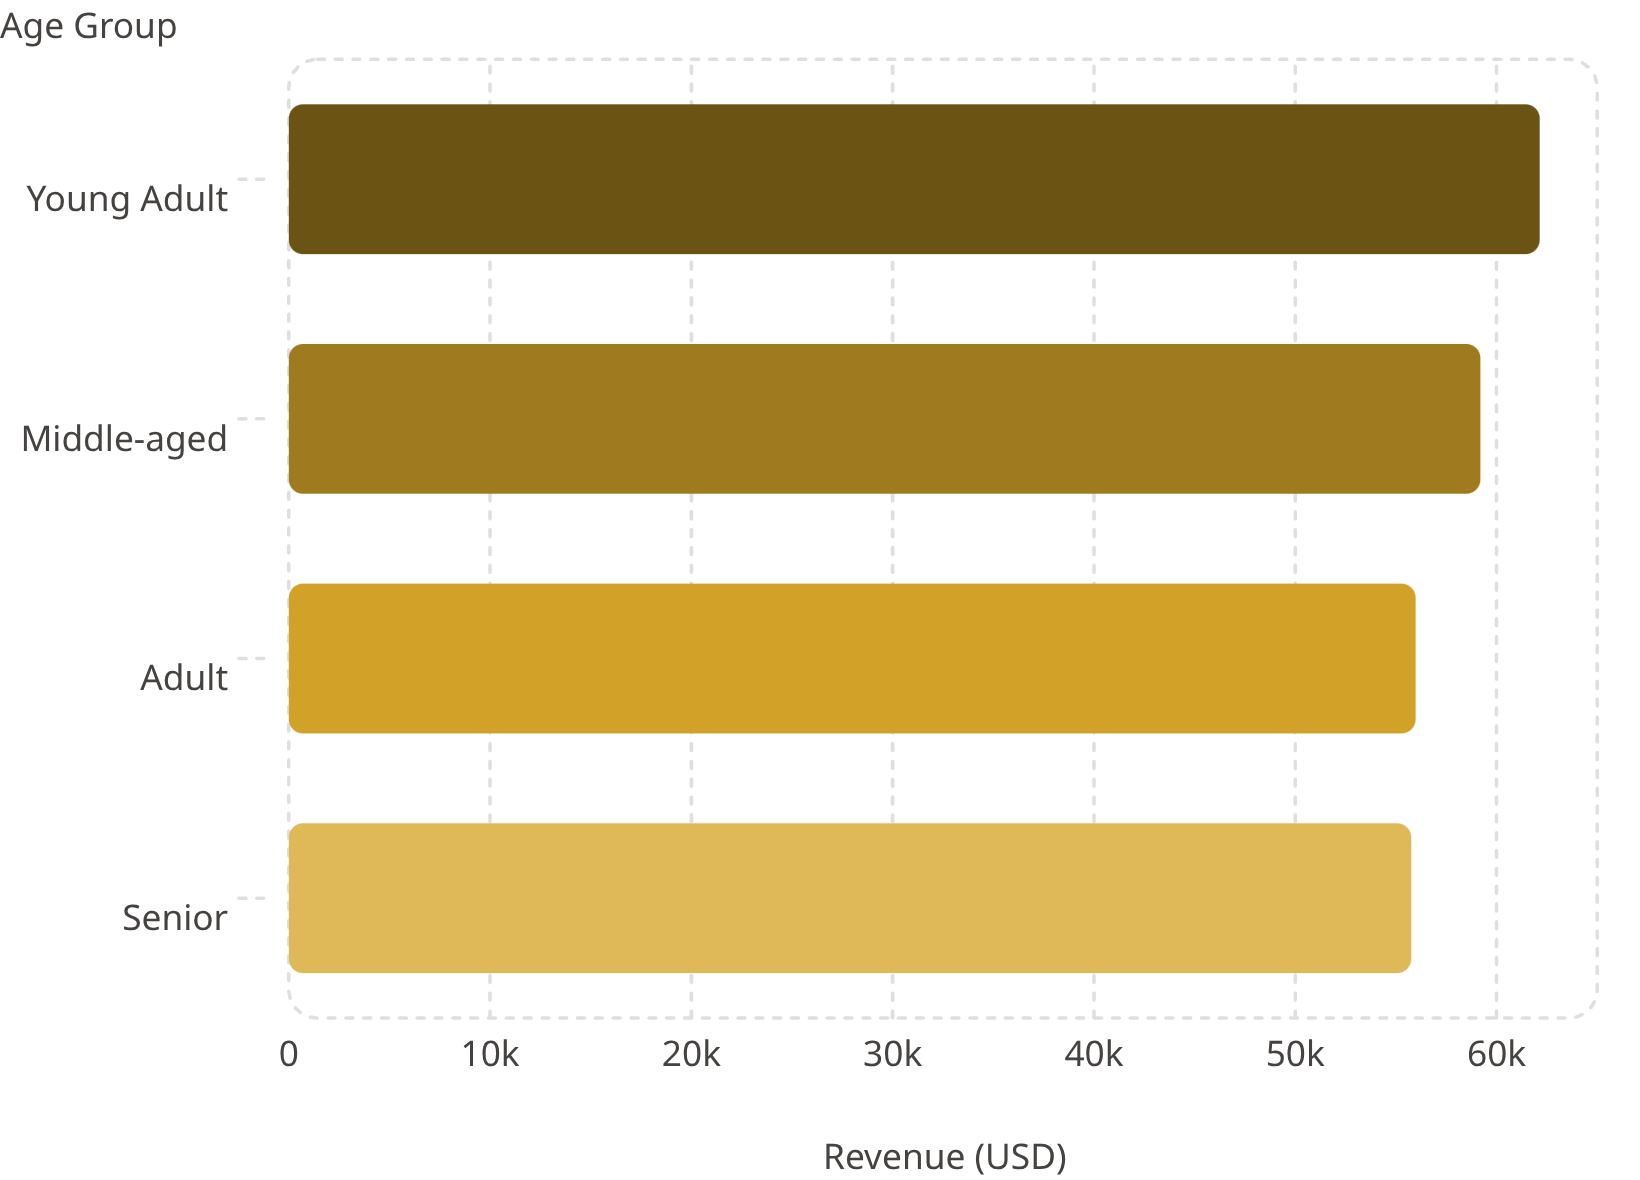 Age Group
Young Adult
Middle-aged
Adult
Senior
0 10k 20k 30k 40k 50k 60k
Revenue (USD)